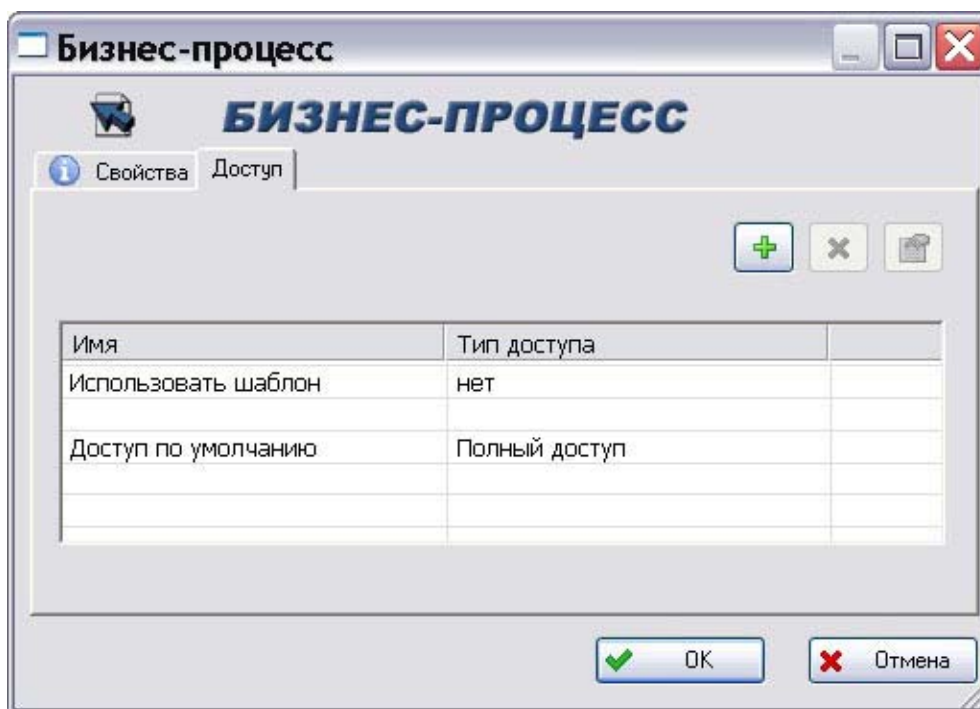 Бизнес-процесс
БИЗНЕС-ПРОЦЕСС
Свойства Доступ
Имя Тип доступа
Использовать шаблон нет
Доступ по умолчанию Полный доступ
OK Отмена